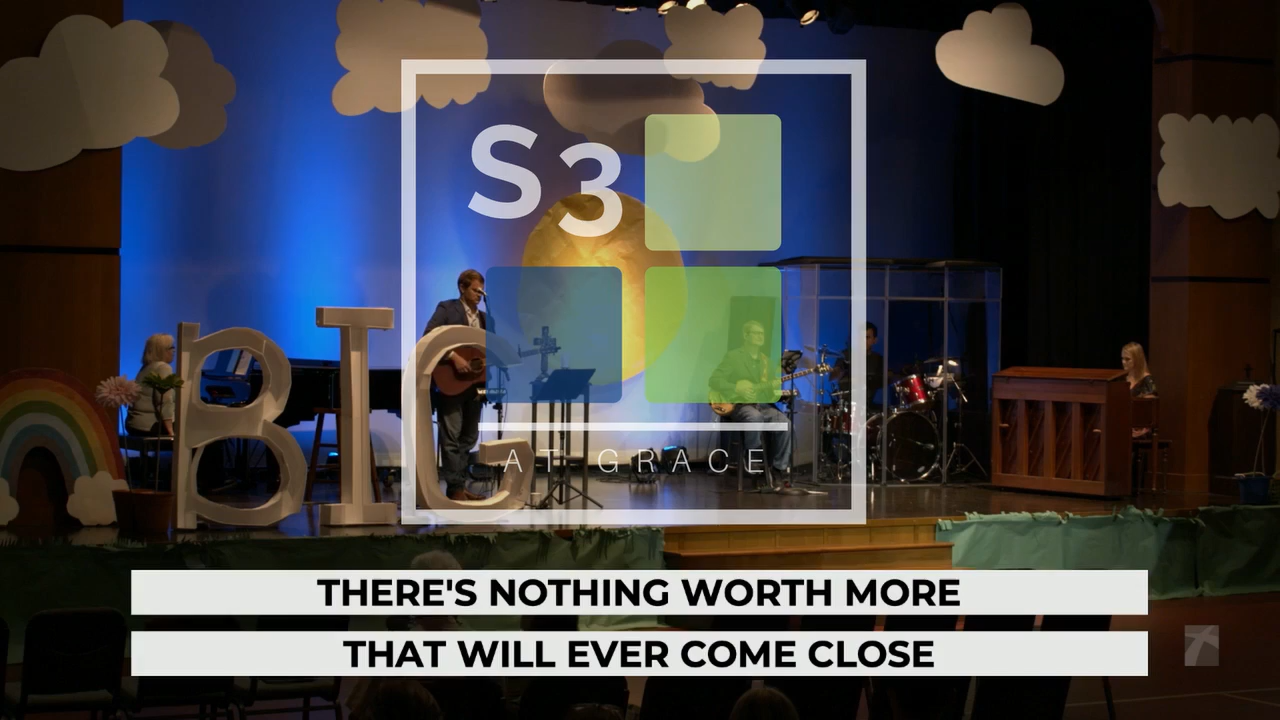 S3
BIG
AT GRACE
THERE'S NOTHING WORTH MORE
THAT WILL EVER COME CLOSE